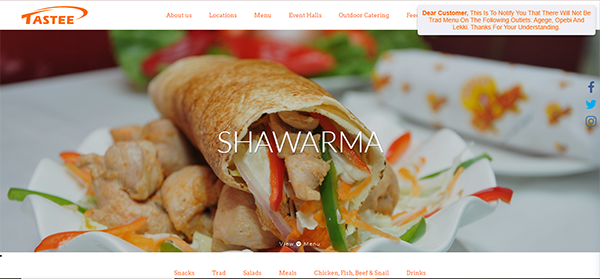 TASTEE
About us Locations Menu Event Halls Outdoor Catering
Dear Customer, This Is To Notify You That There Will Not Be
Trad Menu On The Following Outlets: Agege, Opebi And
Lekki. Thanks For Your Understanding.
SHAWARMA
View Menu
Snacks Trad Salads Meals Chicken, Fish, Beef & Snail Drinks